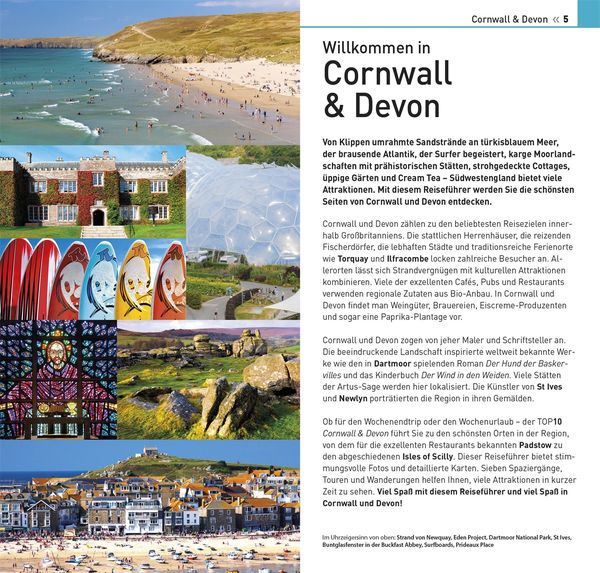 Cornwall & Devon « 5
Willkommen in
Cornwall
& Devon
Von Klippen umrahmte Sandstrände an türkisblauem Meer,
der brausende Atlantik, der Surfer begeistert, karge Moorland-
schaften mit prähistorischen Stätten, strohgedeckte Cottages,
üppige Gärten und Cream Tea – Südwestengland bietet viele
Attraktionen. Mit diesem Reiseführer werden Sie die schönsten
Seiten von Cornwall und Devon entdecken.
Cornwall und Devon zählen zu den beliebtesten Reisezielen inner-
halb Großbritanniens. Die stattlichen Herrenhäuser, die reizenden
Fischerdörfer, die lebhaften Städte und traditionsreiche Ferienorte
wie Torquay und Ilfracombe locken zahlreiche Besucher an. Al-
lerorten lässt sich Strandvergnügen mit kulturellen Attraktionen
kombinieren. Viele der exzellenten Cafés, Pubs und Restaurants
verwenden regionale Zutaten aus Bio-Anbau. In Cornwall und
Devon findet man Weingüter, Brauereien, Eiscreme-Produzenten
und sogar eine Paprika-Plantage vor.
Cornwall und Devon zogen von jeher Maler und Schriftsteller an.
Die beeindruckende Landschaft inspirierte weltweit bekannte Wer-
ke wie den in Dartmoor spielenden Roman Der Hund der Basker-
villes und das Kinderbuch Der Wind in den Weiden. Viele Stätten
der Artus-Sage werden hier lokalisiert. Die Künstler von St Ives
und Newlyn porträtierten die Region in ihren Gemälden.
Ob für den Wochenendtrip oder den Wochenurlaub – der TOP10
Cornwall & Devon führt Sie zu den schönsten Orten in der Region,
von dem für die exzellenten Restaurants bekannten Padstow zu
den abgeschiedenen Isles of Scilly. Dieser Reiseführer bietet stim-
mungsvolle Fotos und detaillierte Karten. Sieben Spaziergänge,
Touren und Wanderungen helfen Ihnen, viele Attraktionen in kurzer
Zeit zu sehen. Viel Spaß mit diesem Reiseführer und viel Spaß in
Cornwall und Devon!
Im Uhrzeigersinn von oben: Strand von Newquay, Eden Project, Dartmoor National Park, St Ives,
Buntglasfenster in der Buckfast Abbey, Surfboards, Prideaux Place